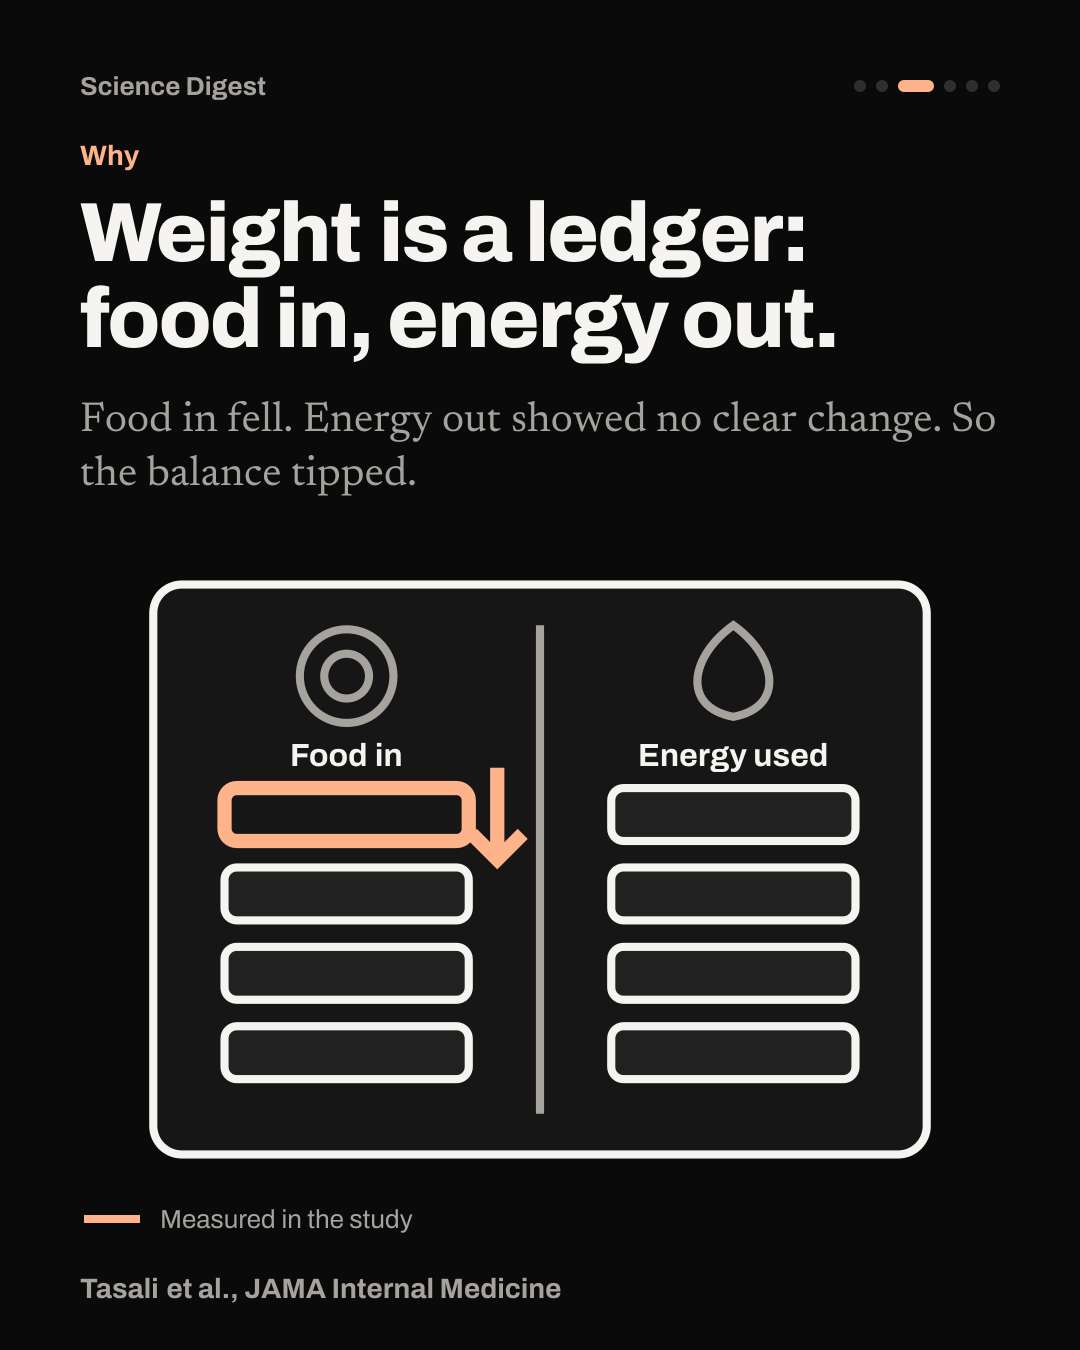 Science Digest
Why
Weight is a ledger:
food in, energy out.
Food in fell. Energy out showed no clear change. So
the balance tipped.
Food in
Energy used
Measured in the study
Tasali et al., JAMA Internal Medicine